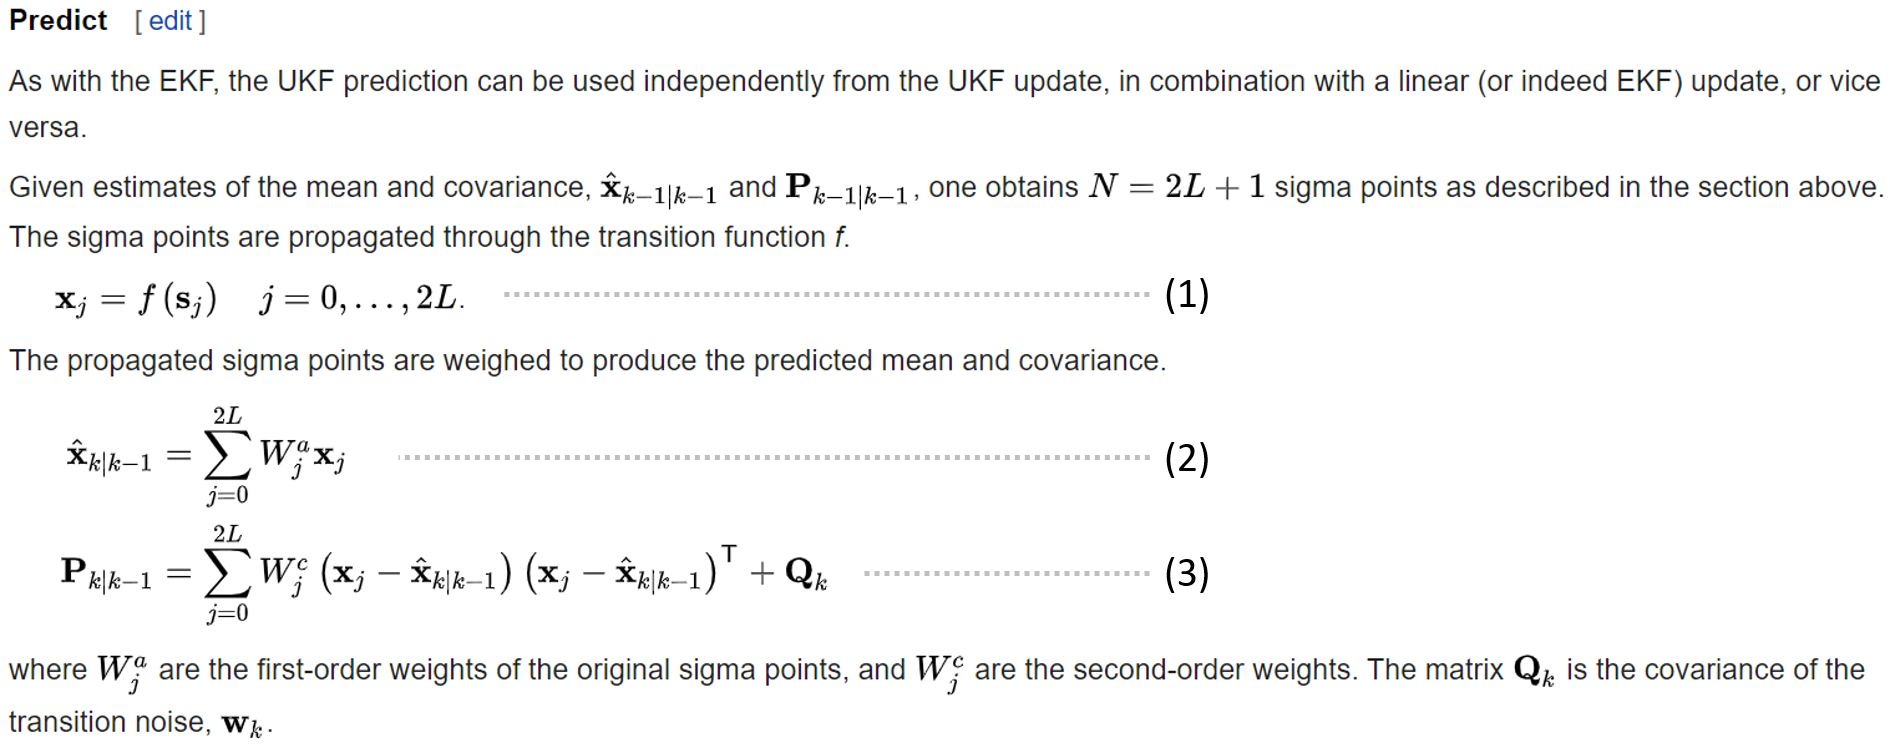 Predict [ edit ]
As with the EKF, the UKF prediction can be used independently from the UKF update, in combination with a linear (or indeed EKF) update, or vice
versa.
Given estimates of the mean and covariance, $\hat{\mathbf{x}}_{k-1|k-1}$ and $\mathbf{P}_{k-1|k-1}$, one obtains $N = 2L + 1$ sigma points as described in the section above.
The sigma points are propagated through the transition function f.
$\mathbf{x}_j = f(\mathbf{s}_j) \quad j = 0, \ldots, 2L.$ (1)
The propagated sigma points are weighed to produce the predicted mean and covariance.
$\hat{\mathbf{x}}_{k|k-1} = \sum_{j=0}^{2L} W_j^a \mathbf{x}_j$ (2)
$\mathbf{P}_{k|k-1} = \sum_{j=0}^{2L} W_j^c (\mathbf{x}_j - \hat{\mathbf{x}}_{k|k-1}) (\mathbf{x}_j - \hat{\mathbf{x}}_{k|k-1})^{\mathsf{T}} + \mathbf{Q}_k$ (3)
where $W_j^a$ are the first-order weights of the original sigma points, and $W_j^c$ are the second-order weights. The matrix $\mathbf{Q}_k$ is the covariance of the
transition noise, $\mathbf{w}_k$.